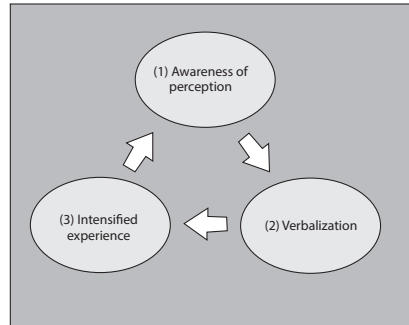 (1) Awareness of
perception
(2) Verbalization
(3) Intensified
experience